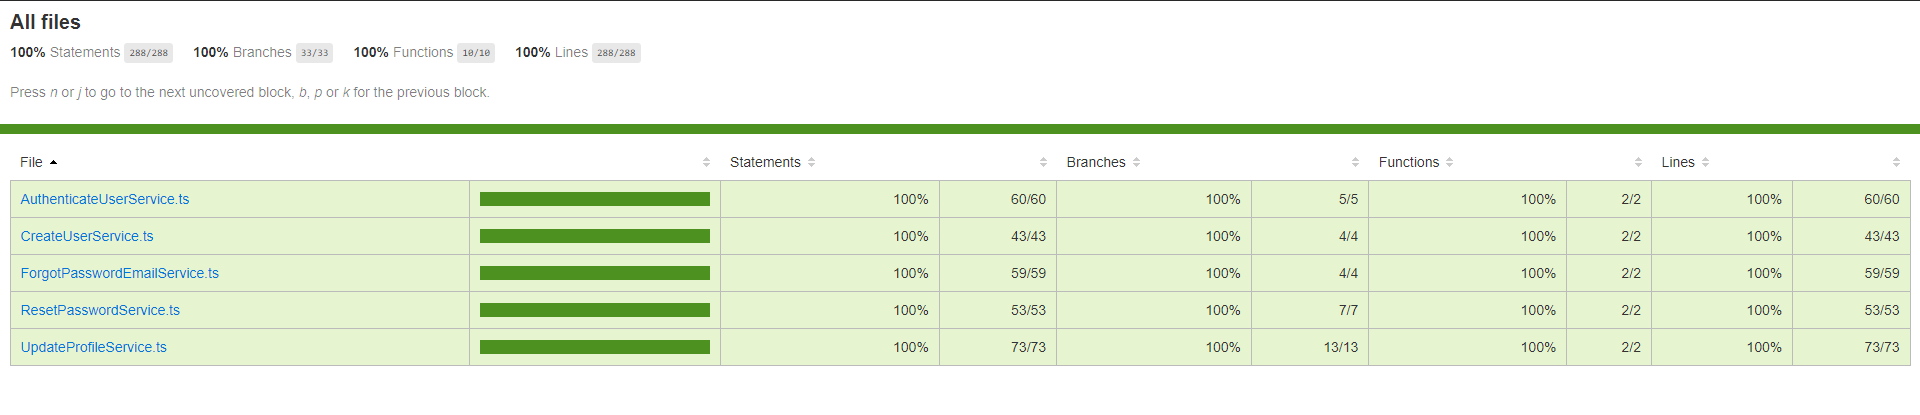 All files
100% Statements 288/288 100% Branches 33/33 100% Functions 10/10 100% Lines 288/288
Press n or j to go to the next uncovered block, b, p or k for the previous block.
File Statements Branches Functions Lines
AuthenticateUserService.ts 100% 60/60 100% 5/5 100% 2/2 100% 60/60
CreateUserService.ts 100% 43/43 100% 4/4 100% 2/2 100% 43/43
ForgotPasswordEmailService.ts 100% 59/59 100% 4/4 100% 2/2 100% 59/59
ResetPasswordService.ts 100% 53/53 100% 7/7 100% 2/2 100% 53/53
UpdateProfileService.ts 100% 73/73 100% 13/13 100% 2/2 100% 73/73